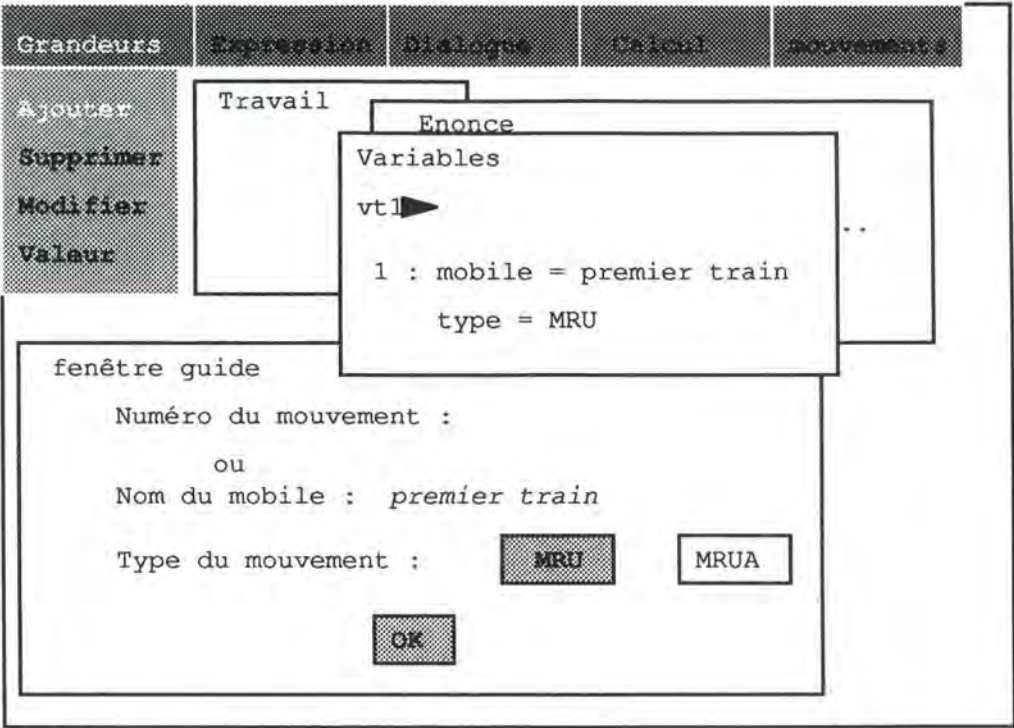 Grandeurs Expression Dialogue Calcul mouvements
Ajouter
Supprimer
Modifier
Valeur
Travail
Enonce
..
Variables
vt1
1 : mobile = premier train
type = MRU
fenêtre guide
Numéro du mouvement :
ou
Nom du mobile : premier train
Type du mouvement : MRU MRUA
OK